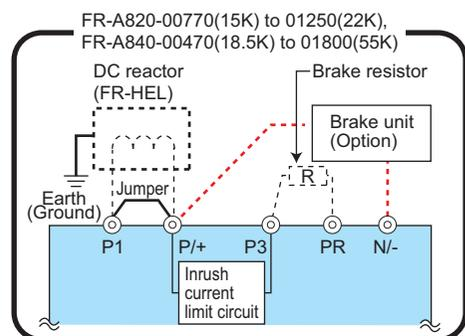 FR-A820-00770(15K) to 01250(22K),
FR-A840-00470(18.5K) to 01800(55K)
DC reactor
(FR-HEL)
Brake resistor
Brake unit
(Option)
R
Earth
(Ground)
Jumper
P1
P/+
P3
PR
N/-
Inrush
current
limit circuit